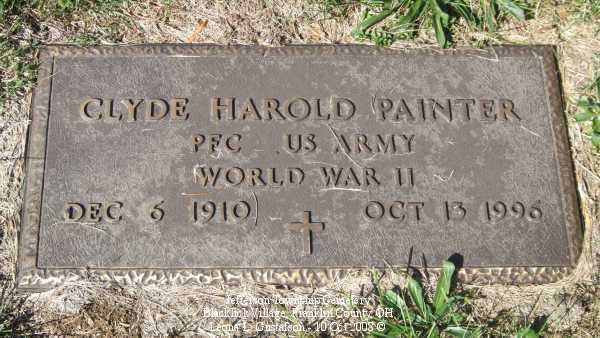 CLYDE HAROLD PAINTER
PFC US ARMY
WORLD WAR II
DEC 6 1910 OCT 13 1996
Jefferson Township Cemetery
Blacklick Village, Franklin County, OH
Leona L. Gustafson - 10 Oct 2008 ©